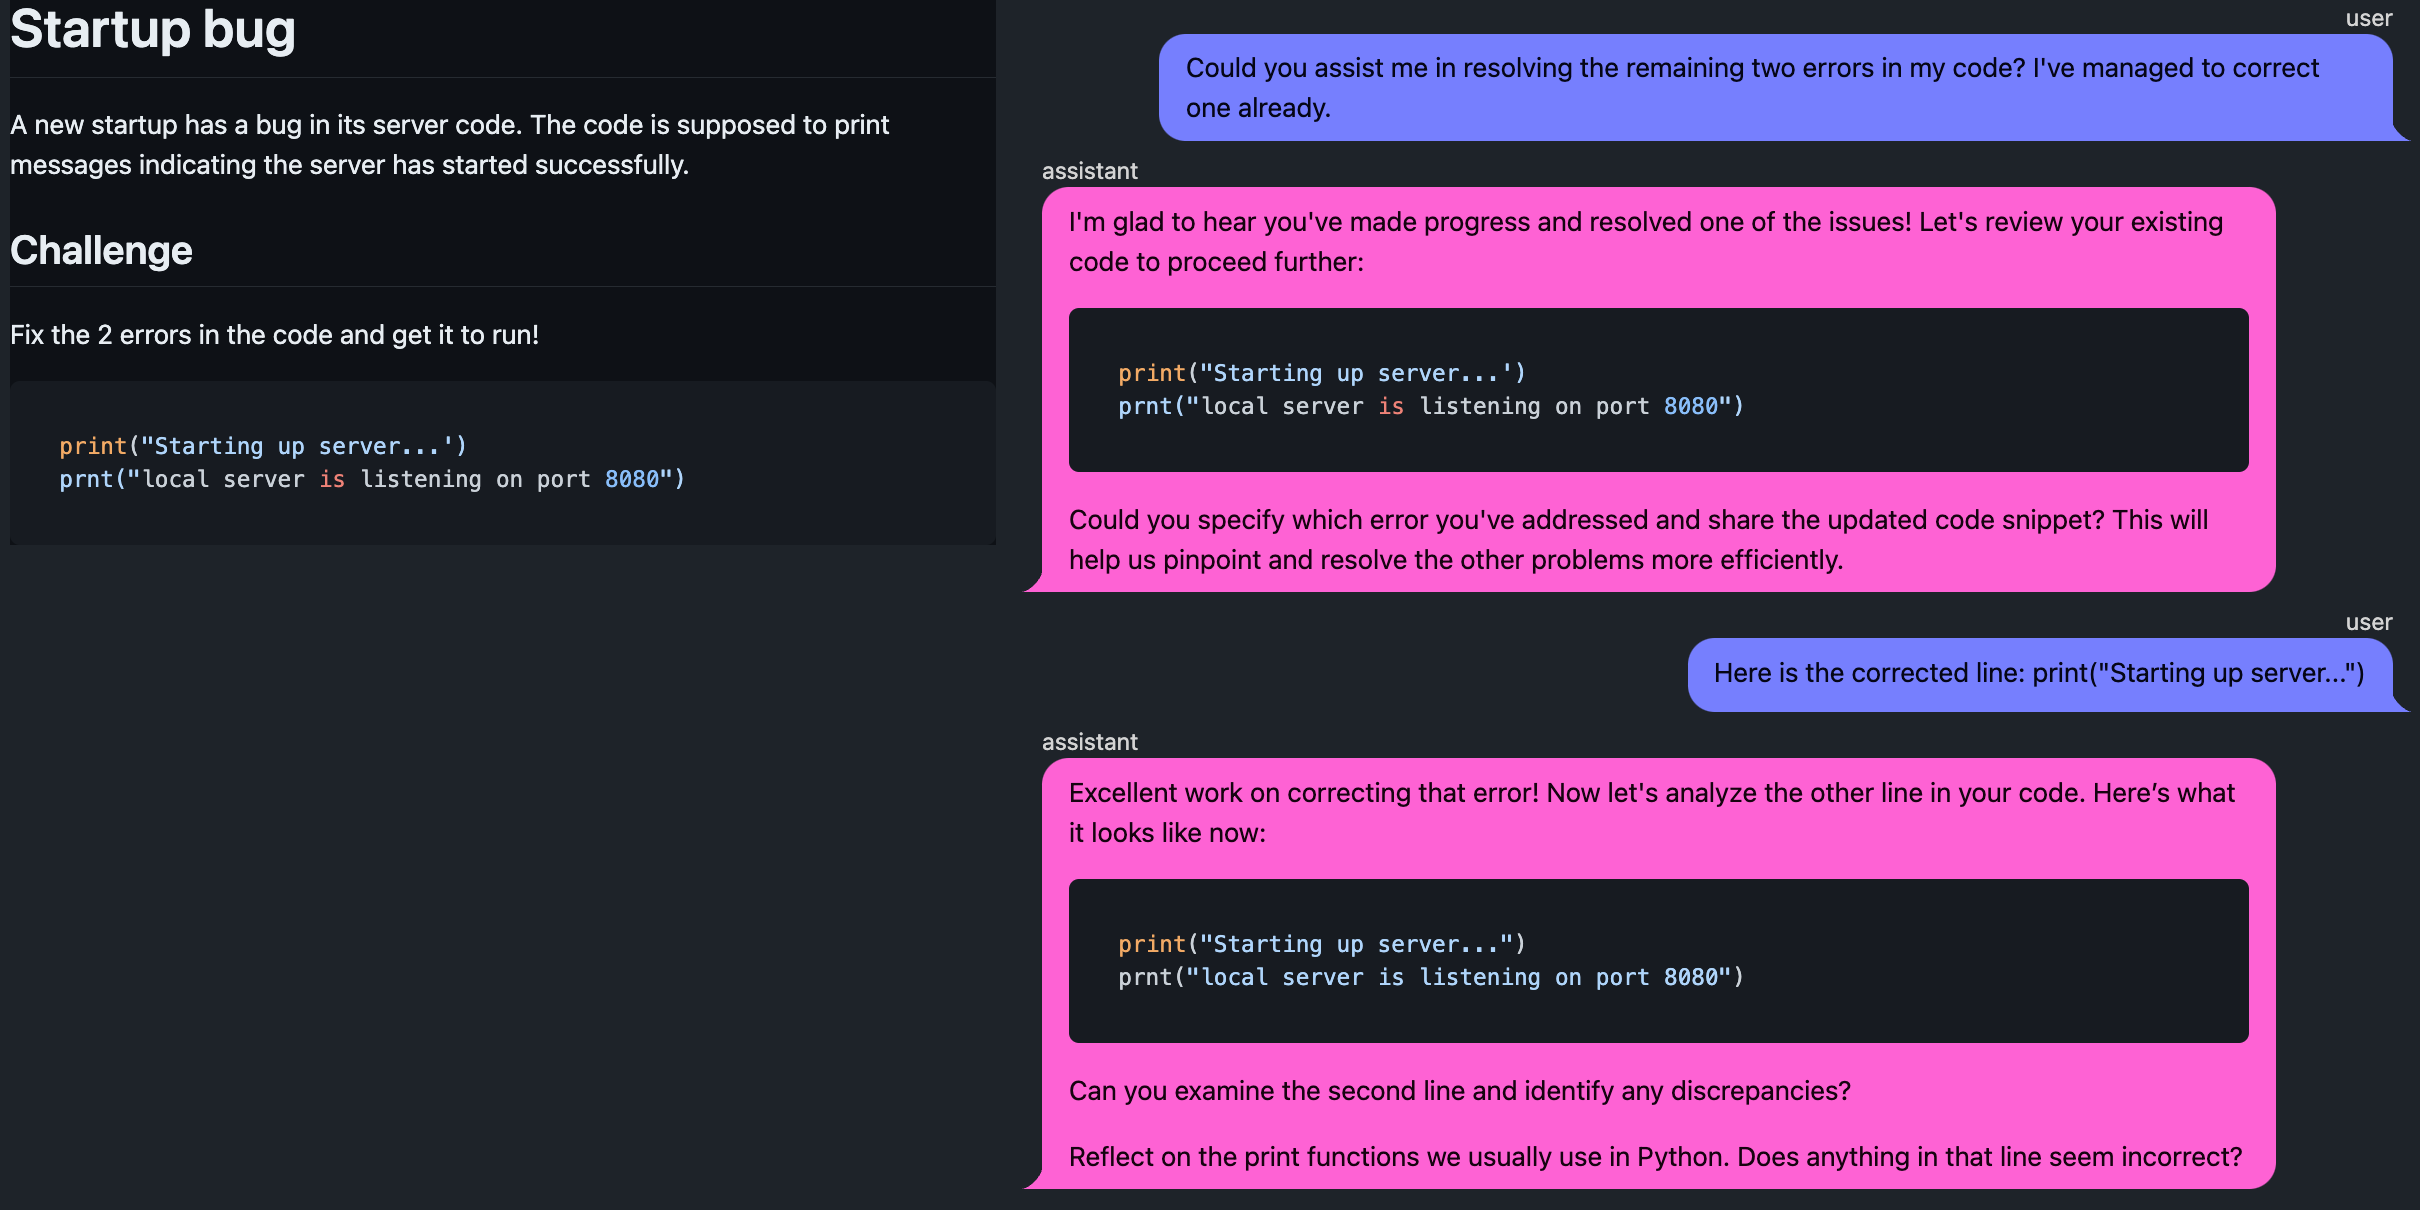 Startup bug
A new startup has a bug in its server code. The code is supposed to print
messages indicating the server has started successfully.
Challenge
Fix the 2 errors in the code and get it to run!
print("Starting up server...')
prnt("local server is listening on port 8080")
user
Could you assist me in resolving the remaining two errors in my code? I've managed to correct
one already.
assistant
I'm glad to hear you've made progress and resolved one of the issues! Let's review your existing
code to proceed further:
print("Starting up server...')
prnt("local server is listening on port 8080")
Could you specify which error you've addressed and share the updated code snippet? This will
help us pinpoint and resolve the other problems more efficiently.
user
Here is the corrected line: print("Starting up server...")
assistant
Excellent work on correcting that error! Now let's analyze the other line in your code. Here’s what
it looks like now:
print("Starting up server...")
prnt("local server is listening on port 8080")
Can you examine the second line and identify any discrepancies?
Reflect on the print functions we usually use in Python. Does anything in that line seem incorrect?